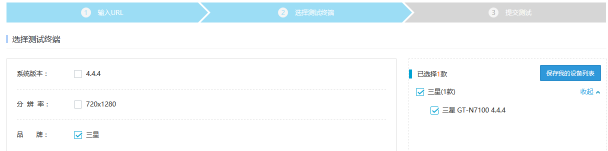 1 输入URL
2 选择测试终端
3 提交测试
选择测试终端
系统版本： 4.4.4
分 辨 率： 720x1280
品 牌： 三星
已选择1款
保存我的设备列表
三星(1款)
收起
三星 GT-N7100 4.4.4